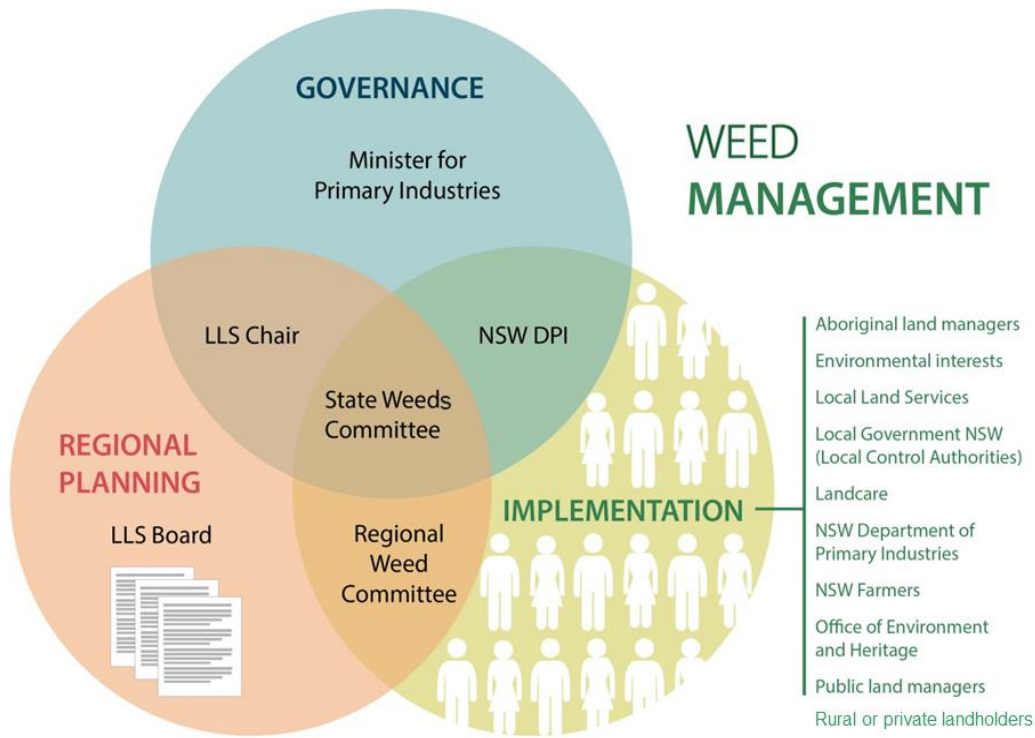 GOVERNANCE
Minister for
Primary Industries
WEED
MANAGEMENT
LLS Chair
NSW DPI
State Weeds
Committee
REGIONAL
PLANNING
LLS Board
Regional
Weed
Committee
IMPLEMENTATION
Aboriginal land managers
Environmental interests
Local Land Services
Local Government NSW
(Local Control Authorities)
Landcare
NSW Department of
Primary Industries
NSW Farmers
Office of Environment
and Heritage
Public land managers
Rural or private landholders